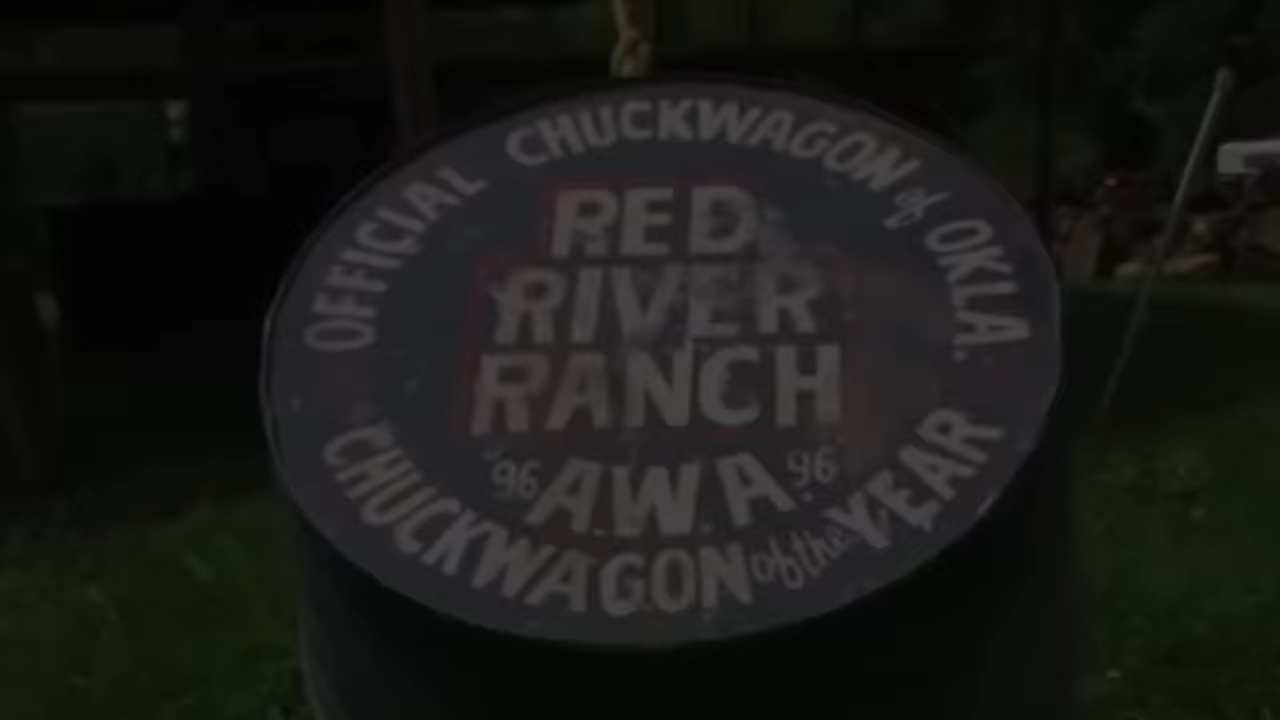 OFFICIAL CHUCKWAGON of OKLA.
RED
RIVER
RANCH
'96 A.W.A. '96
CHUCKWAGON of the YEAR